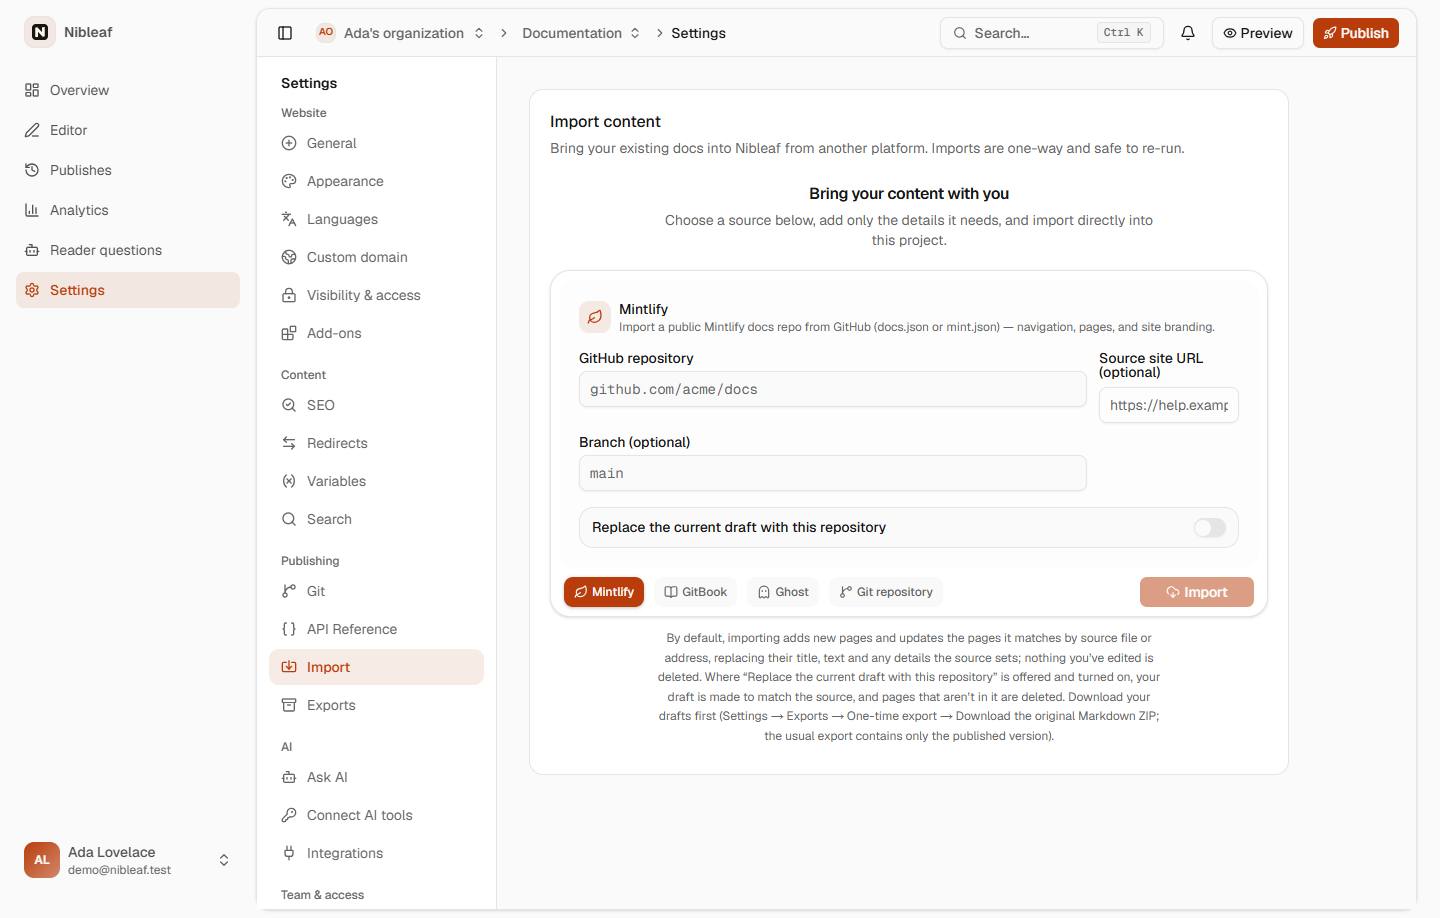 Nibleaf
Overview
Editor
Publishes
Analytics
Reader questions
Settings
AL
Ada Lovelace
demo@nibleaf.test
AO
Ada's organization
Documentation
Settings
Search...
Ctrl K
Preview
Publish
Settings
Website
General
Appearance
Languages
Custom domain
Visibility & access
Add-ons
Content
SEO
Redirects
Variables
Search
Publishing
Git
API Reference
Import
Exports
AI
Ask AI
Connect AI tools
Integrations
Team & access
Import content
Bring your existing docs into Nibleaf from another platform. Imports are one-way and safe to re-run.
Bring your content with you
Choose a source below, add only the details it needs, and import directly into
this project.
Mintlify
Import a public Mintlify docs repo from GitHub (docs.json or mint.json) — navigation, pages, and site branding.
GitHub repository
github.com/acme/docs
Source site URL
(optional)
https://help.examp
Branch (optional)
main
Replace the current draft with this repository
Mintlify
GitBook
Ghost
Git repository
Import
By default, importing adds new pages and updates the pages it matches by source file or
address, replacing their title, text and any details the source sets; nothing you’ve edited is
deleted. Where “Replace the current draft with this repository” is offered and turned on, your
draft is made to match the source, and pages that aren’t in it are deleted. Download your
drafts first (Settings → Exports → One-time export → Download the original Markdown ZIP;
the usual export contains only the published version).